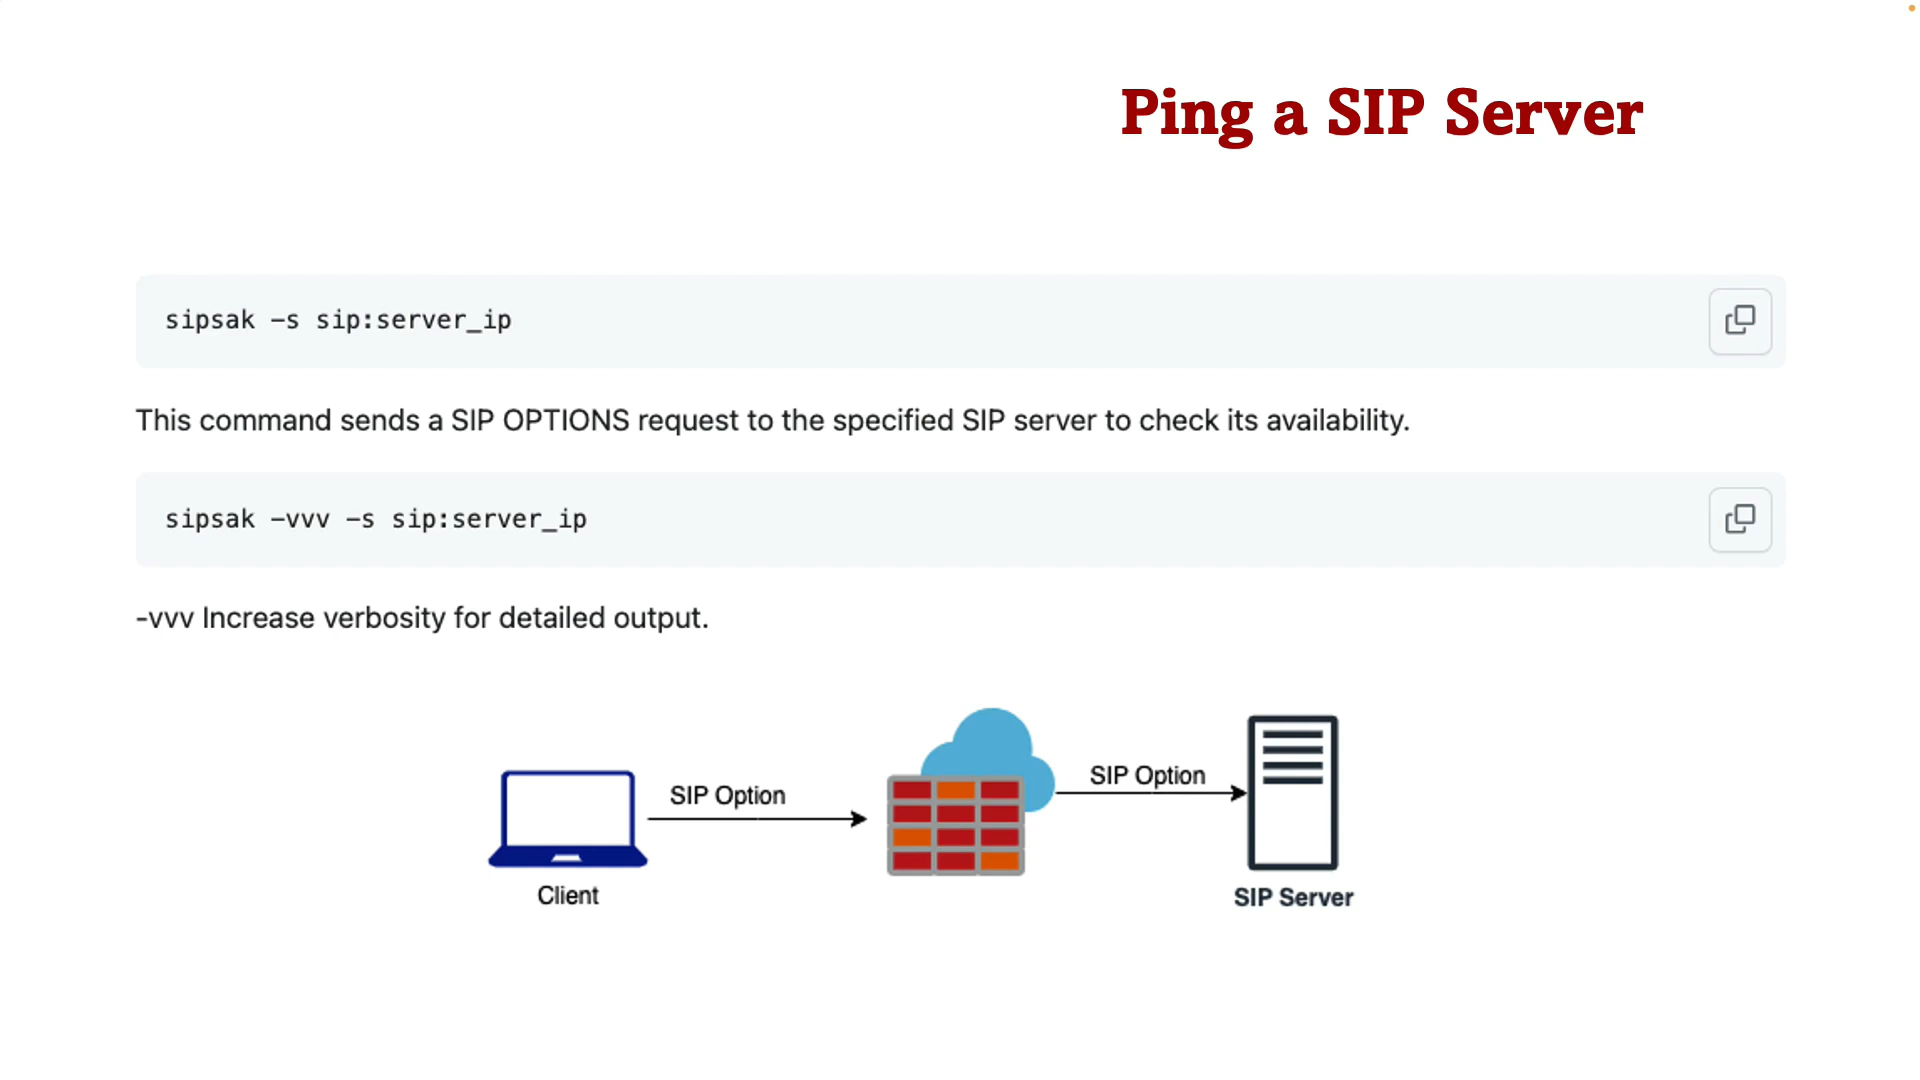 Ping a SIP Server
sipsak -s sip:server_ip
This command sends a SIP OPTIONS request to the specified SIP server to check its availability.
sipsak -vvv -s sip:server_ip
-vvv Increase verbosity for detailed output.
SIP Option
SIP Option
Client
SIP Server